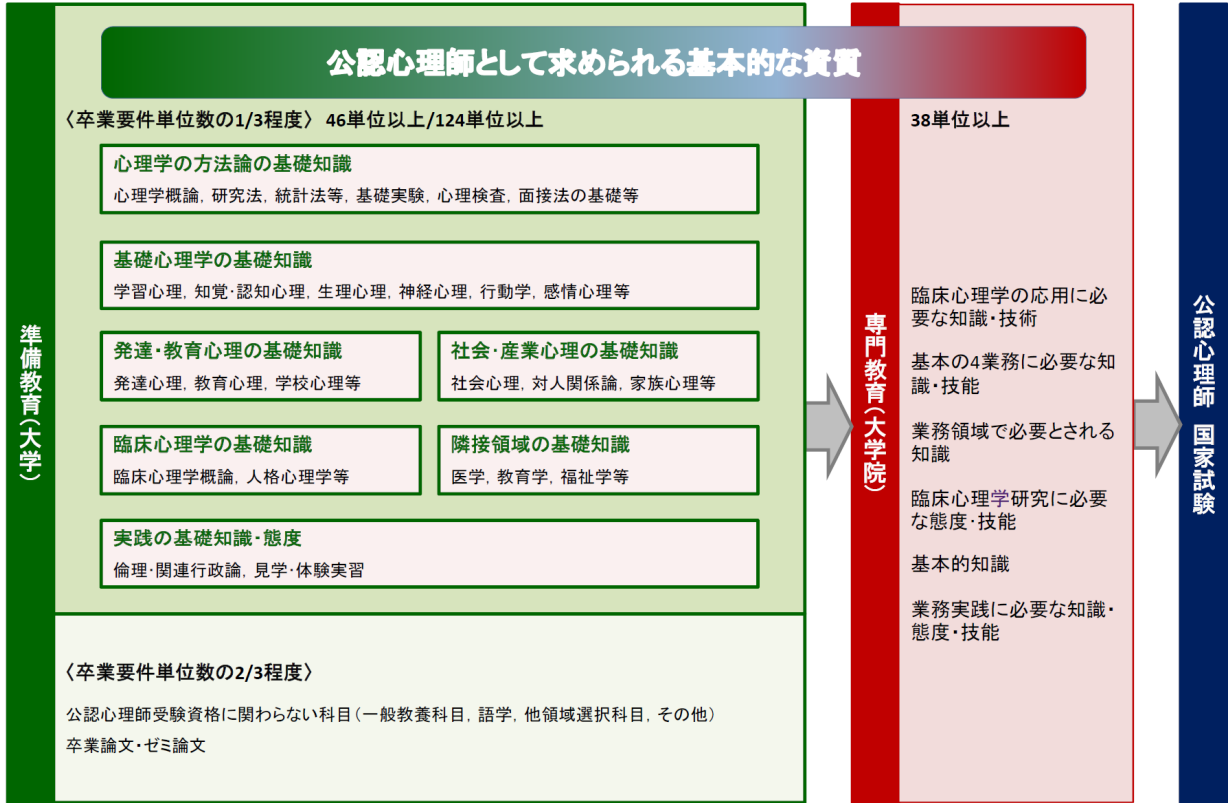 公認心理師として求められる基本的な資質
準備教育(大学)
〈卒業要件単位数の1/3程度〉 46単位以上/124単位以上
心理学の方法論の基礎知識
心理学概論, 研究法, 統計法等, 基礎実験, 心理検査, 面接法の基礎等
基礎心理学の基礎知識
学習心理, 知覚・認知心理, 生理心理, 神経心理, 行動学, 感情心理等
発達・教育心理の基礎知識
発達心理, 教育心理, 学校心理等
社会・産業心理の基礎知識
社会心理, 対人関係論, 家族心理等
臨床心理学の基礎知識
臨床心理学概論, 人格心理学等
隣接領域の基礎知識
医学, 教育学, 福祉学等
実践の基礎知識・態度
倫理・関連行政論, 見学・体験実習
〈卒業要件単位数の2/3程度〉
公認心理師受験資格に関わらない科目(一般教養科目, 語学, 他領域選択科目, その他)
卒業論文・ゼミ論文
専門教育(大学院)
38単位以上
臨床心理学の応用に必
要な知識・技術
基本の4業務に必要な知
識・技能
業務領域で必要とされる
知識
臨床心理学研究に必要
な態度・技能
基本的知識
業務実践に必要な知識・
態度・技能
公認心理師 国家試験